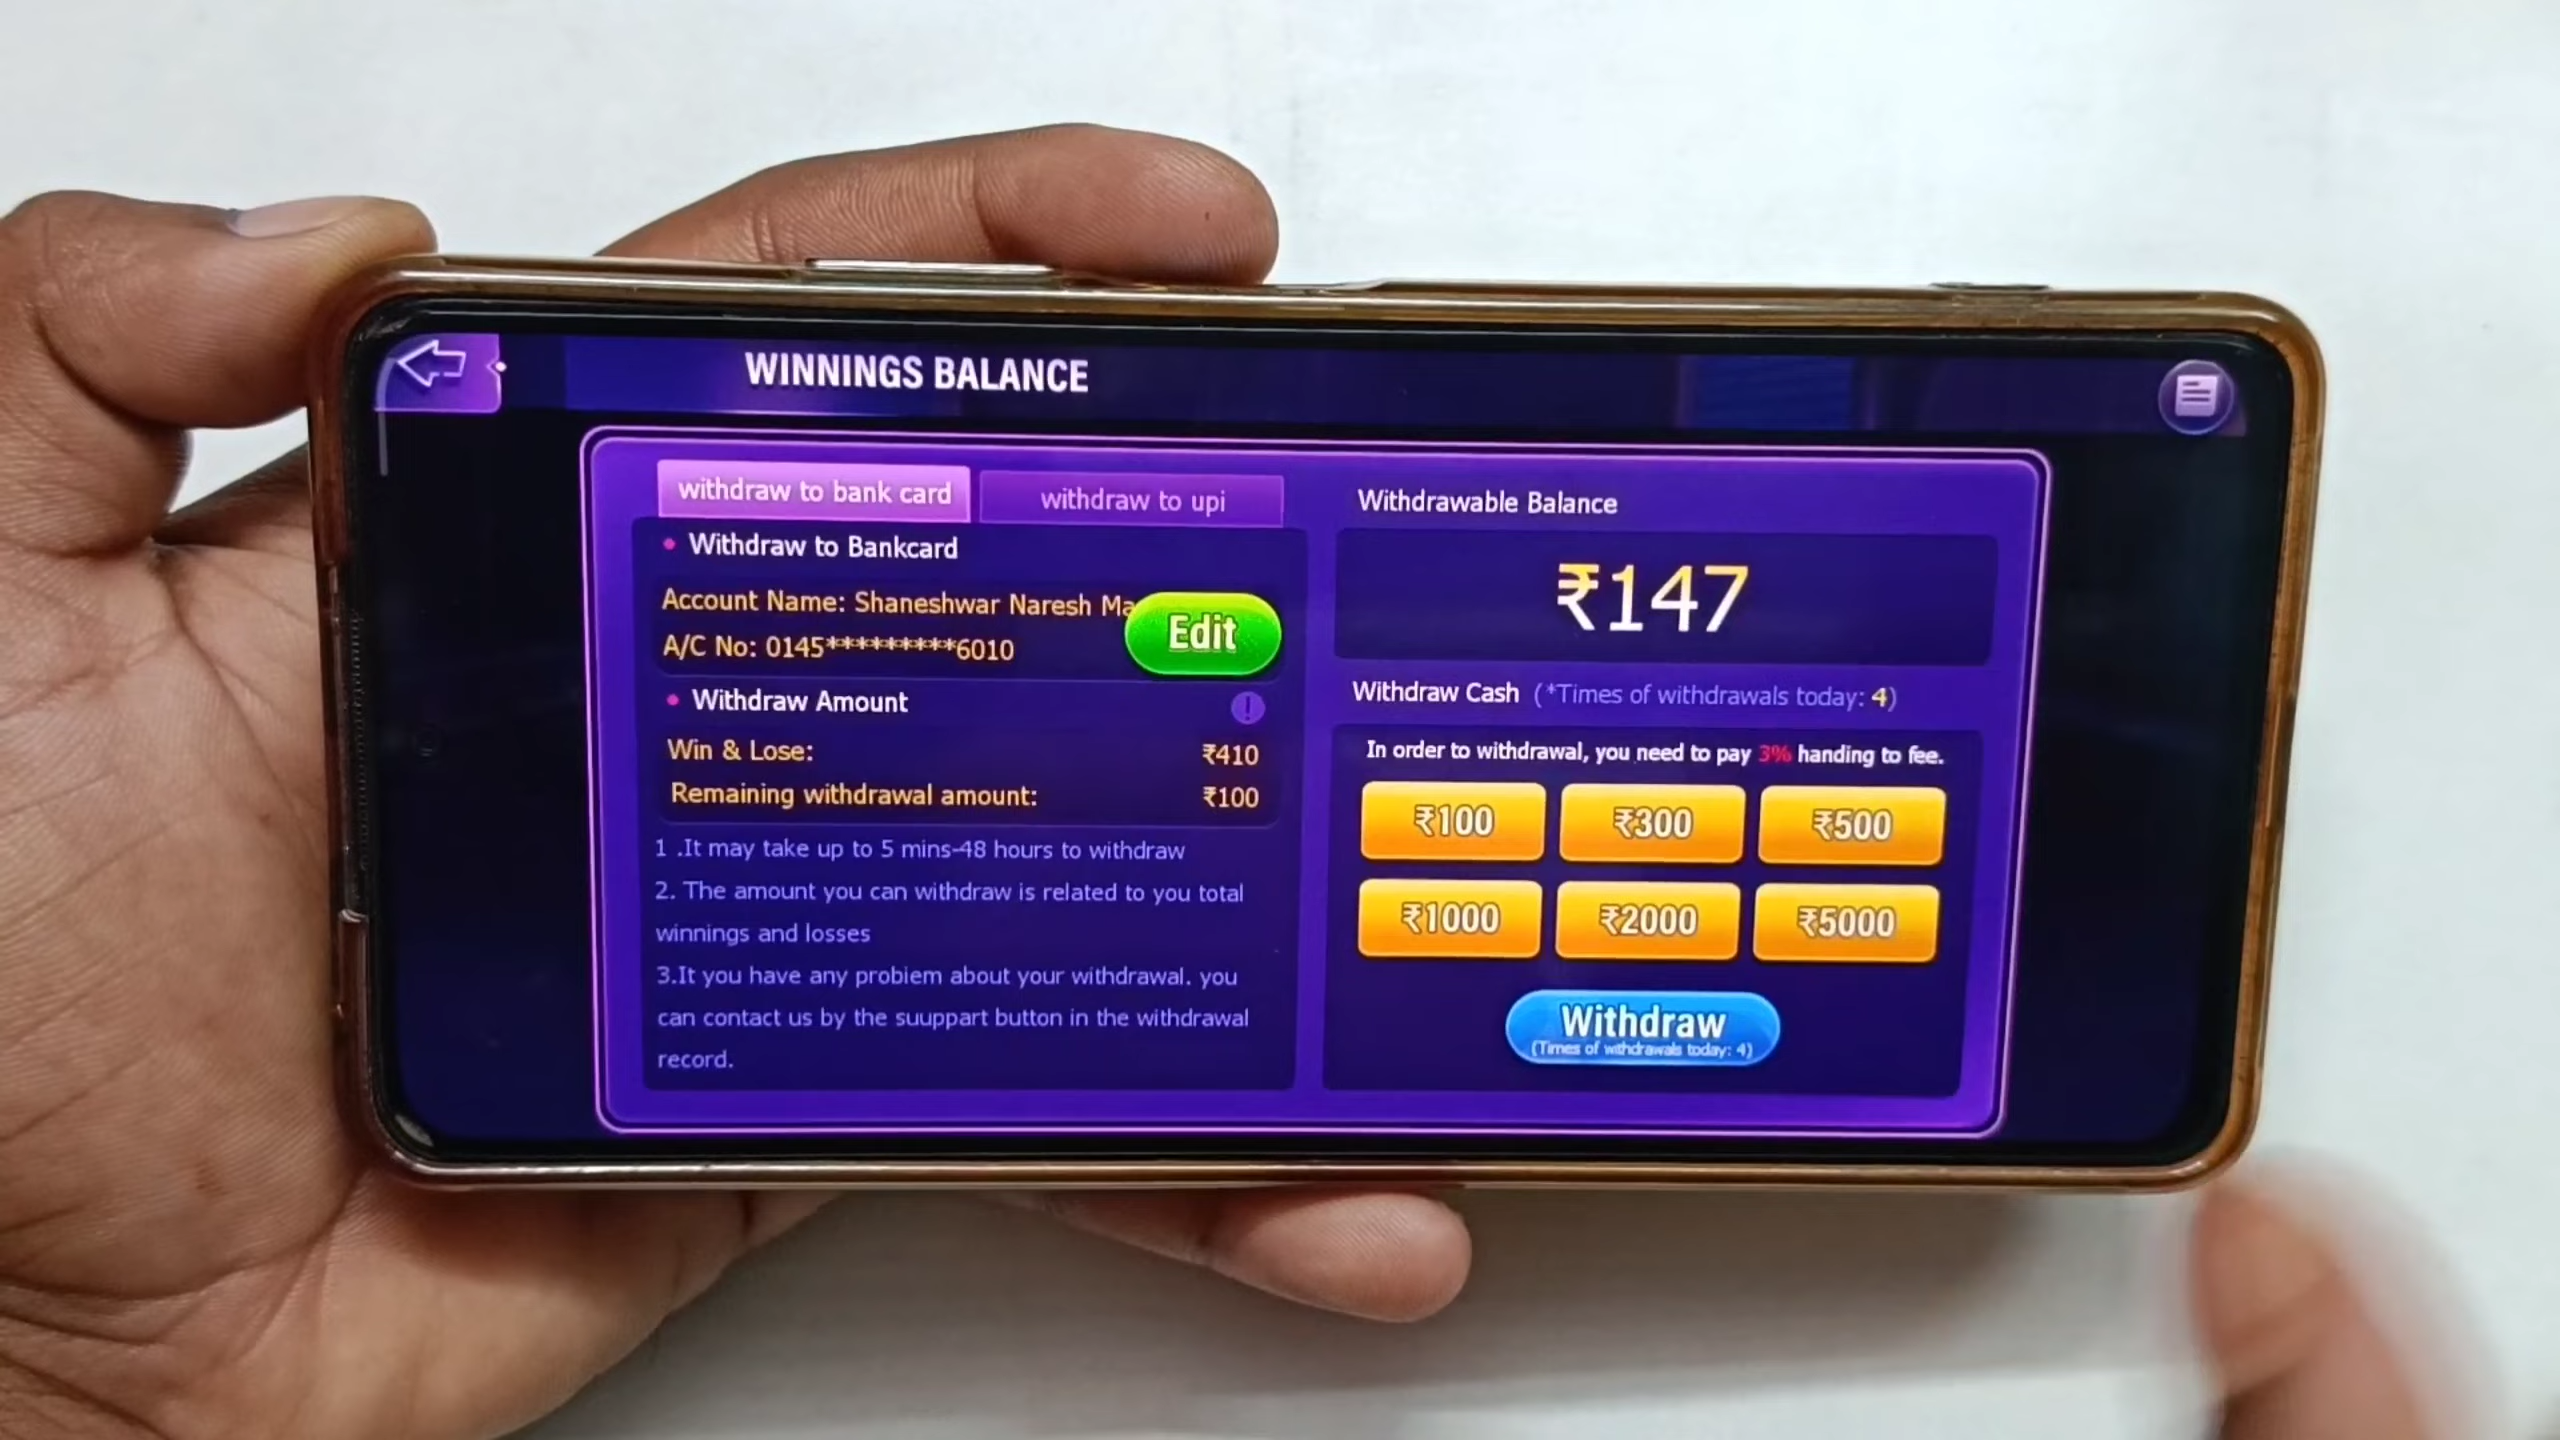 WINNINGS BALANCE
withdraw to bank card
withdraw to upi
• Withdraw to Bankcard
Account Name: Shaneshwar Naresh Ma
A/C No: 0145*********6010
Edit
• Withdraw Amount
!
Win & Lose: ₹410
Remaining withdrawal amount: ₹100
1 .It may take up to 5 mins-48 hours to withdraw
2. The amount you can withdraw is related to you total
winnings and losses
3.It you have any probiem about your withdrawal. you
can contact us by the suuppart button in the withdrawal
record.
Withdrawable Balance
₹147
Withdraw Cash (*Times of withdrawals today: 4)
In order to withdrawal, you need to pay 3% handing to fee.
₹100 ₹300 ₹500
₹1000 ₹2000 ₹5000
Withdraw
(Times of withdrawals today: 4)